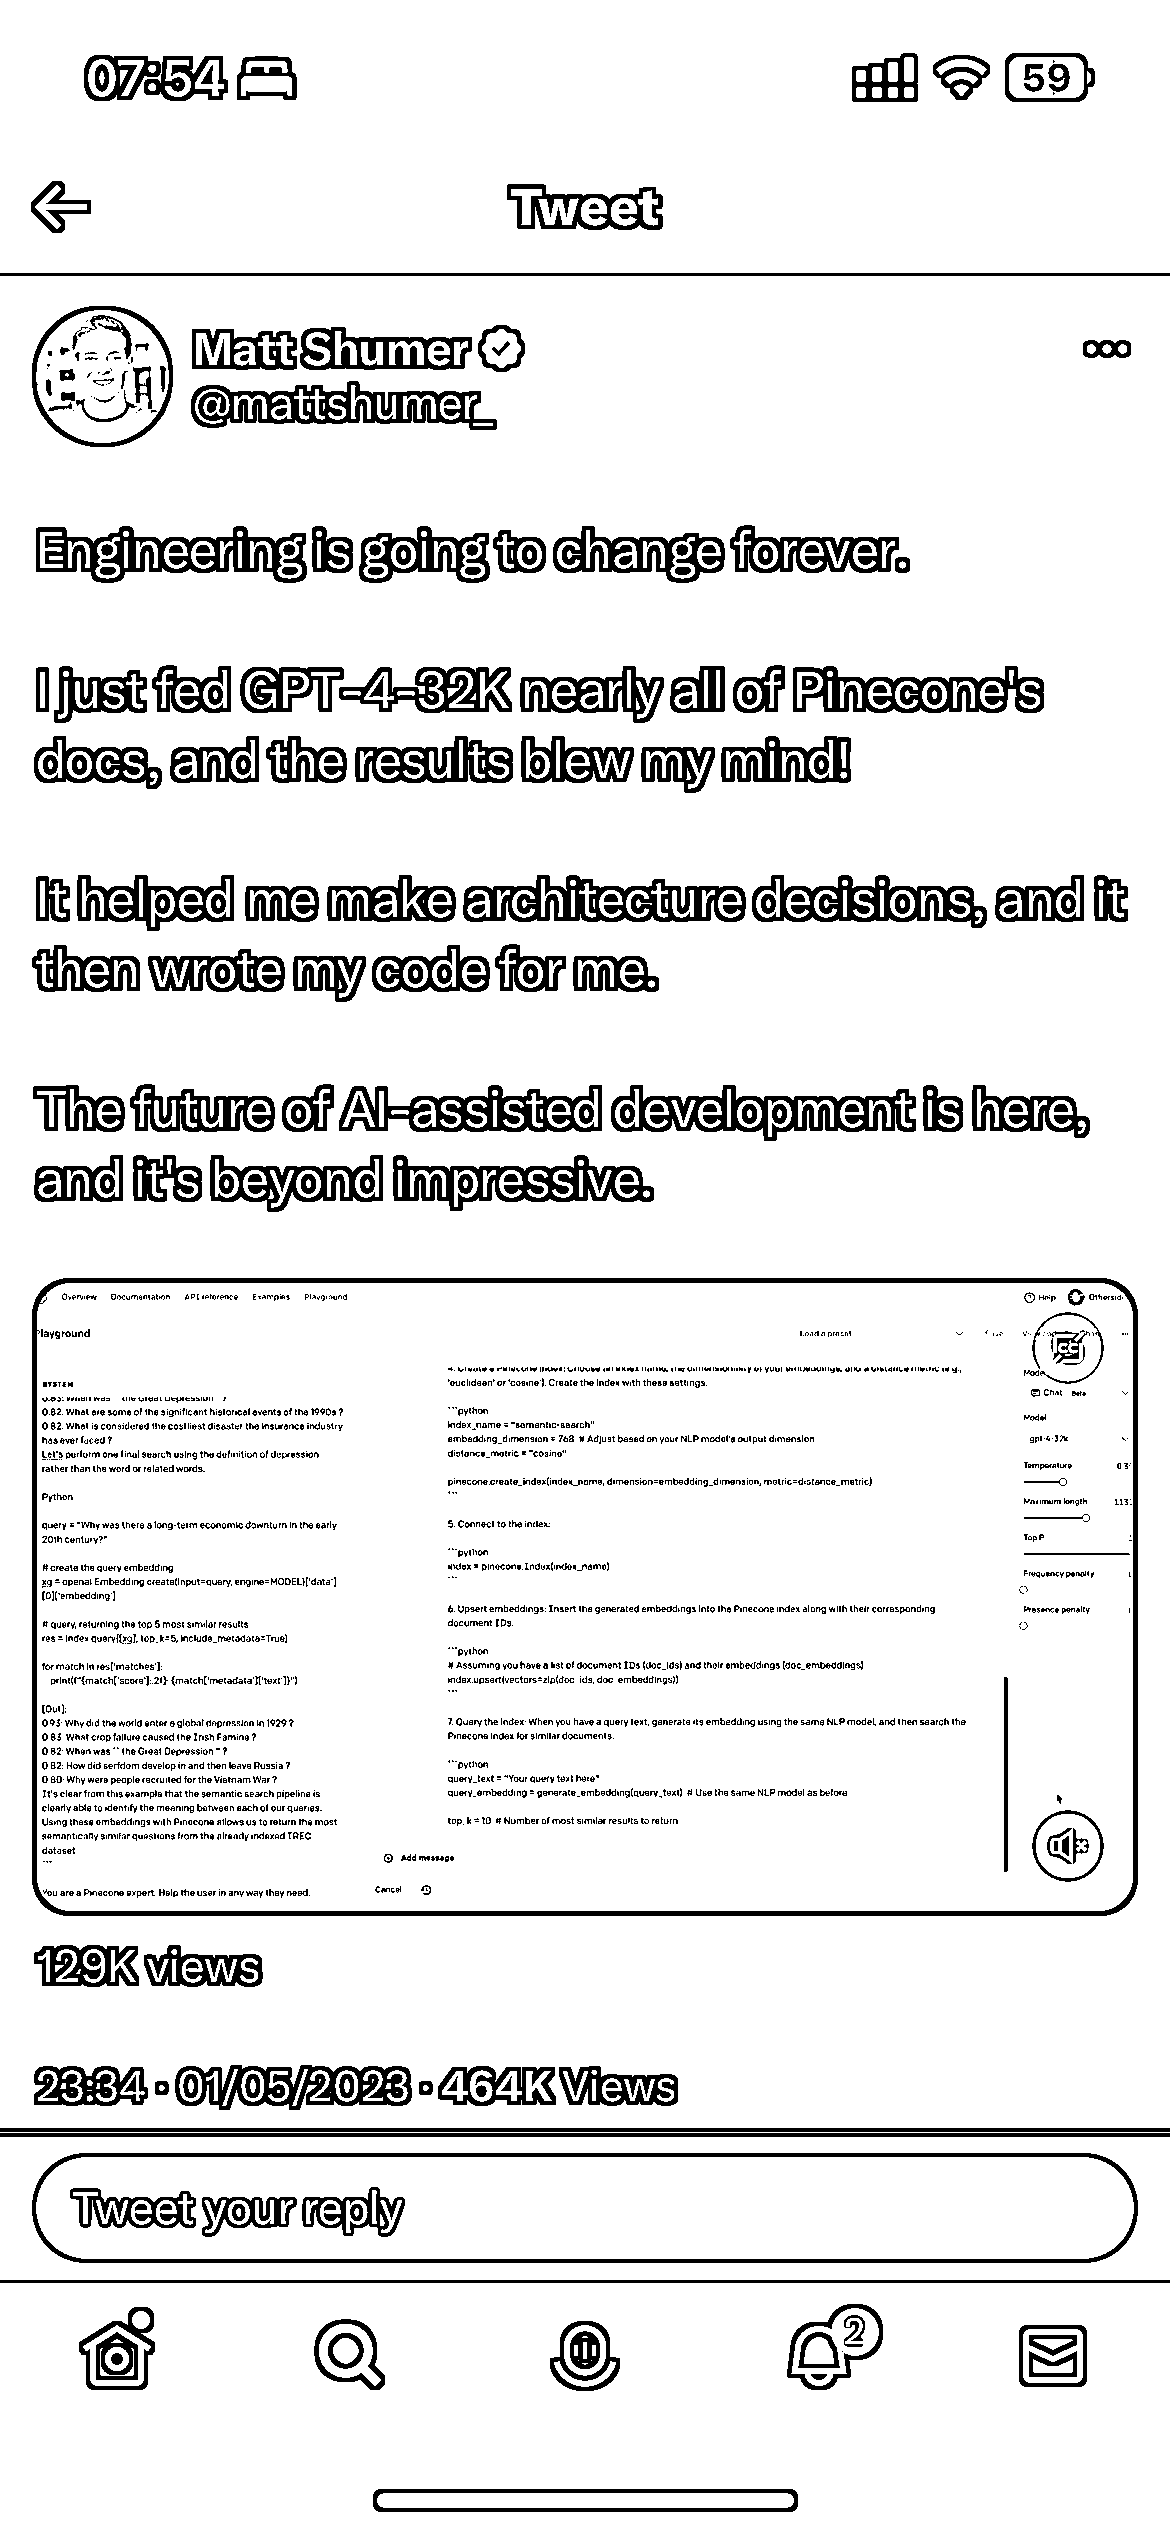 07:54
59
Tweet
Matt Shumer
@mattshumer_
Engineering is going to change forever.
I just fed GPT-4-32K nearly all of Pinecone's
docs, and the results blew my mind!
It helped me make architecture decisions, and it
then wrote my code for me.
The future of AI-assisted development is here,
and it's beyond impressive.
Overview Documentation API reference Examples Playground
Help
layground
Load a preset
SYSTEM
0.82: What are some of the significant historical events of the 1990s ?
0.82: What is considered the costliest disaster the insurance industry
has ever faced ?
Let's perform one final search using the definition of depression
rather than the word or related words.
Python
query = "Why was there a long-term economic downturn in the early
20th century?"
# create the query embedding
xq = openai.Embedding.create(input=query, engine=MODEL)['data']
[0]['embedding']
# query, returning the top 5 most similar results
res = index.query([xq], top_k=5, include_metadata=True)
for match in res['matches']:
print(f"{match['score']:.2f}: {match['metadata']['text']}")
[Out]:
0.93: Why did the world enter a global depression in 1929 ?
0.83: What crop failure caused the Irish Famine ?
0.82: When was `` the Great Depression '' ?
0.82: How did serfdom develop in and then leave Russia ?
0.80: Why were people recruited for the Vietnam War ?
It's clear from this example that the semantic search pipeline is
clearly able to identify the meaning between each of our queries.
Using these embeddings with Pinecone allows us to return the most
semantically similar questions from the already indexed TREC
dataset
```
You are a Pinecone expert. Help the user in any way they need.
4. Create a Pinecone index: Choose an index name, the dimensionality of your embeddings, and a distance metric (e.g.,
'euclidean' or 'cosine'). Create the index with these settings.
```python
index_name = "semantic-search"
embedding_dimension = 768 # Adjust based on your NLP model's output dimension
distance_metric = "cosine"
pinecone.create_index(index_name, dimension=embedding_dimension, metric=distance_metric)
```
5. Connect to the index:
```python
index = pinecone.Index(index_name)
```
6. Upsert embeddings: Insert the generated embeddings into the Pinecone index along with their corresponding
document IDs.
```python
# Assuming you have a list of document IDs (doc_ids) and their embeddings (doc_embeddings)
index.upsert(vectors=zip(doc_ids, doc_embeddings))
```
7. Query the index: When you have a query text, generate its embedding using the same NLP model, and then search the
Pinecone index for similar documents.
```python
query_text = "Your query text here"
query_embedding = generate_embedding(query_text) # Use the same NLP model as before
top_k = 10 # Number of most similar results to return
Add message
Cancel
CC
Mode
Chat Beta
Model
gpt-4-32k
Temperature
Maximum length
Top P
Frequency penalty
Presence penalty
129K views
23:34 · 01/05/2023 · 464K Views
Tweet your reply
2